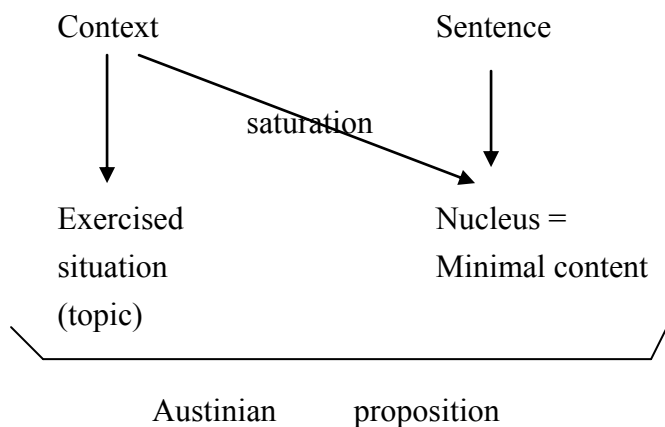 Context Sentence
saturation
Exercised Nucleus =
situation Minimal content
(topic)
Austinian proposition